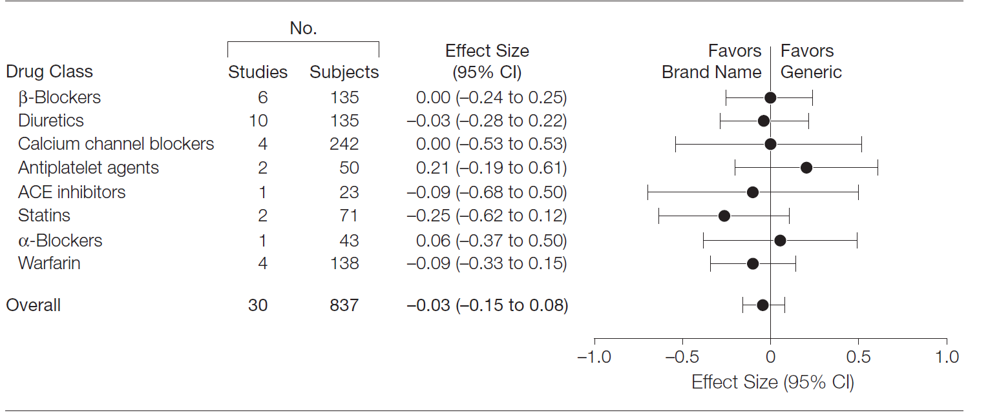 No.
Drug Class Studies Subjects Effect Size (95% CI) Favors Brand Name Favors Generic
β-Blockers 6 135 0.00 (–0.24 to 0.25)
Diuretics 10 135 –0.03 (–0.28 to 0.22)
Calcium channel blockers 4 242 0.00 (–0.53 to 0.53)
Antiplatelet agents 2 50 0.21 (–0.19 to 0.61)
ACE inhibitors 1 23 –0.09 (–0.68 to 0.50)
Statins 2 71 –0.25 (–0.62 to 0.12)
α-Blockers 1 43 0.06 (–0.37 to 0.50)
Warfarin 4 138 –0.09 (–0.33 to 0.15)
Overall 30 837 –0.03 (–0.15 to 0.08)
–1.0 –0.5 0 0.5 1.0
Effect Size (95% CI)